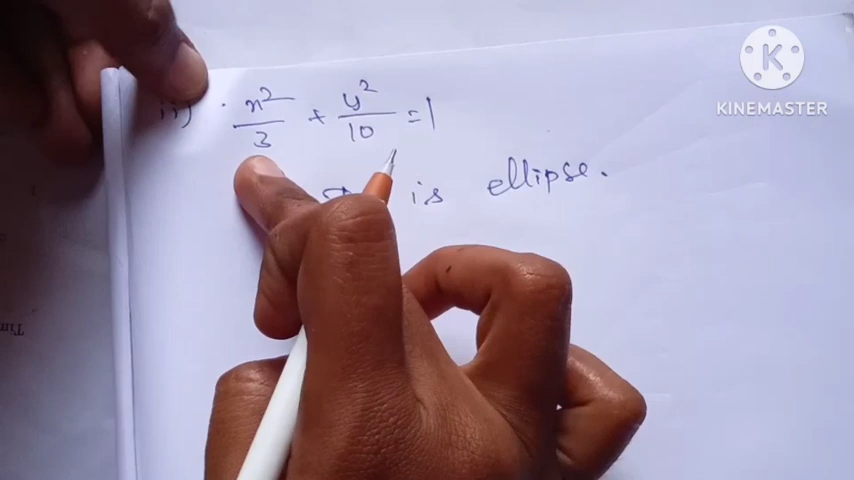 ii) . x²/3 + y²/10 = 1
is ellipse.
K
KINEMASTER